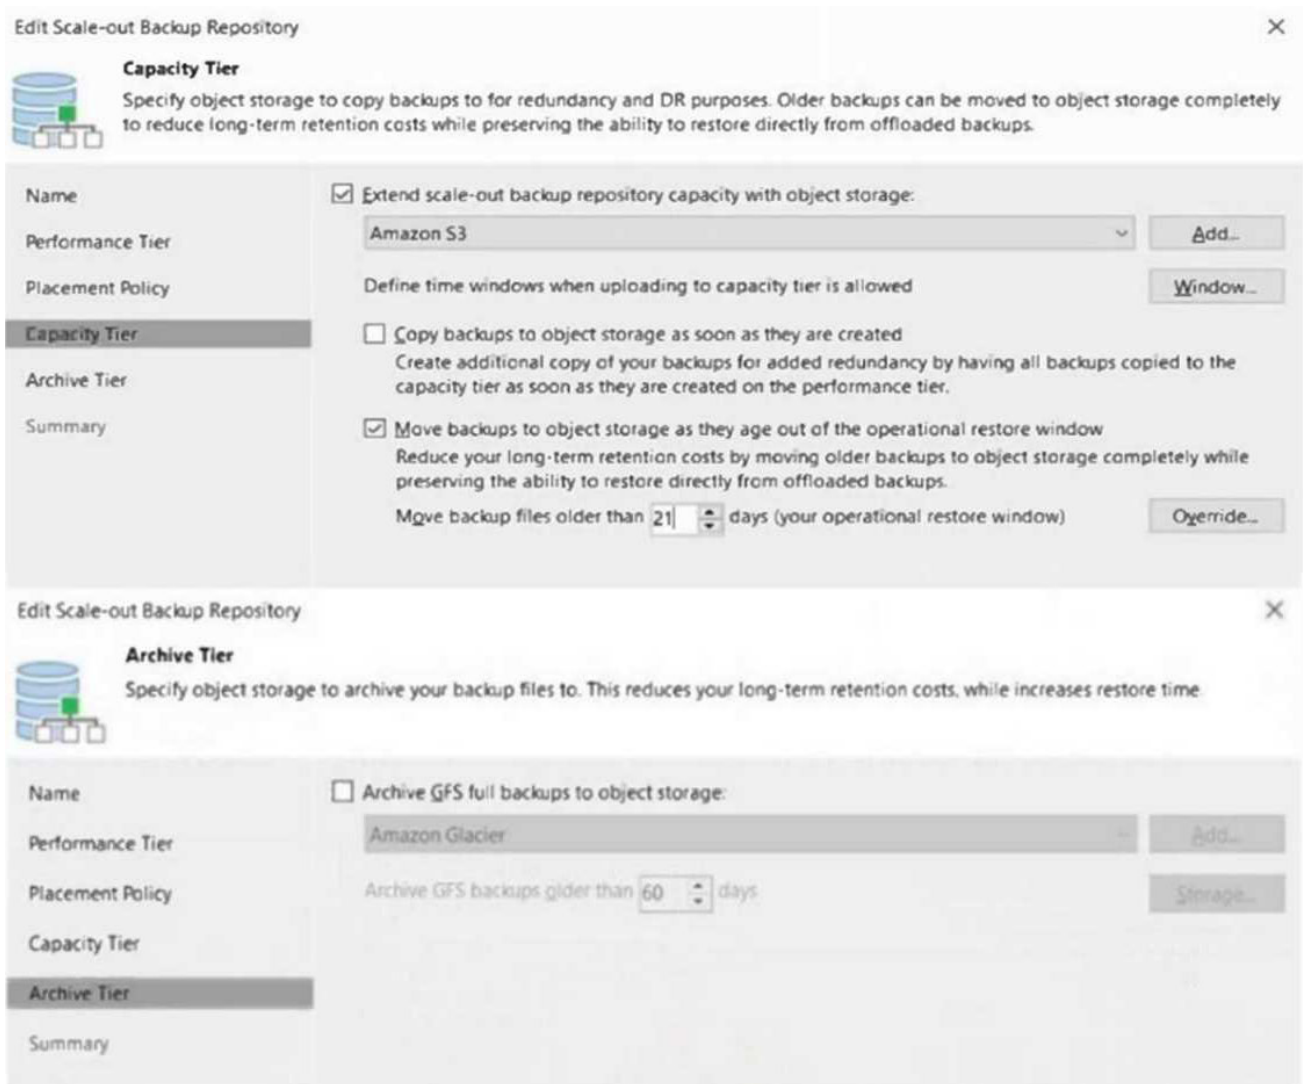 Edit Scale-out Backup Repository
Capacity Tier
Specify object storage to copy backups to for redundancy and DR purposes. Older backups can be moved to object storage completely
to reduce long-term retention costs while preserving the ability to restore directly from offloaded backups.
Name
Performance Tier
Placement Policy
Capacity Tier
Archive Tier
Summary
Extend scale-out backup repository capacity with object storage:
Amazon S3
Add...
Define time windows when uploading to capacity tier is allowed
Window...
Copy backups to object storage as soon as they are created
Create additional copy of your backups for added redundancy by having all backups copied to the
capacity tier as soon as they are created on the performance tier.
Move backups to object storage as they age out of the operational restore window
Reduce your long-term retention costs by moving older backups to object storage completely while
preserving the ability to restore directly from offloaded backups.
Move backup files older than 21 days (your operational restore window)
Override...
Edit Scale-out Backup Repository
Archive Tier
Specify object storage to archive your backup files to. This reduces your long-term retention costs, while increases restore time
Name
Performance Tier
Placement Policy
Capacity Tier
Archive Tier
Summary
Archive GFS full backups to object storage:
Amazon Glacier
Add...
Archive GFS backups older than 60 days
Storage...